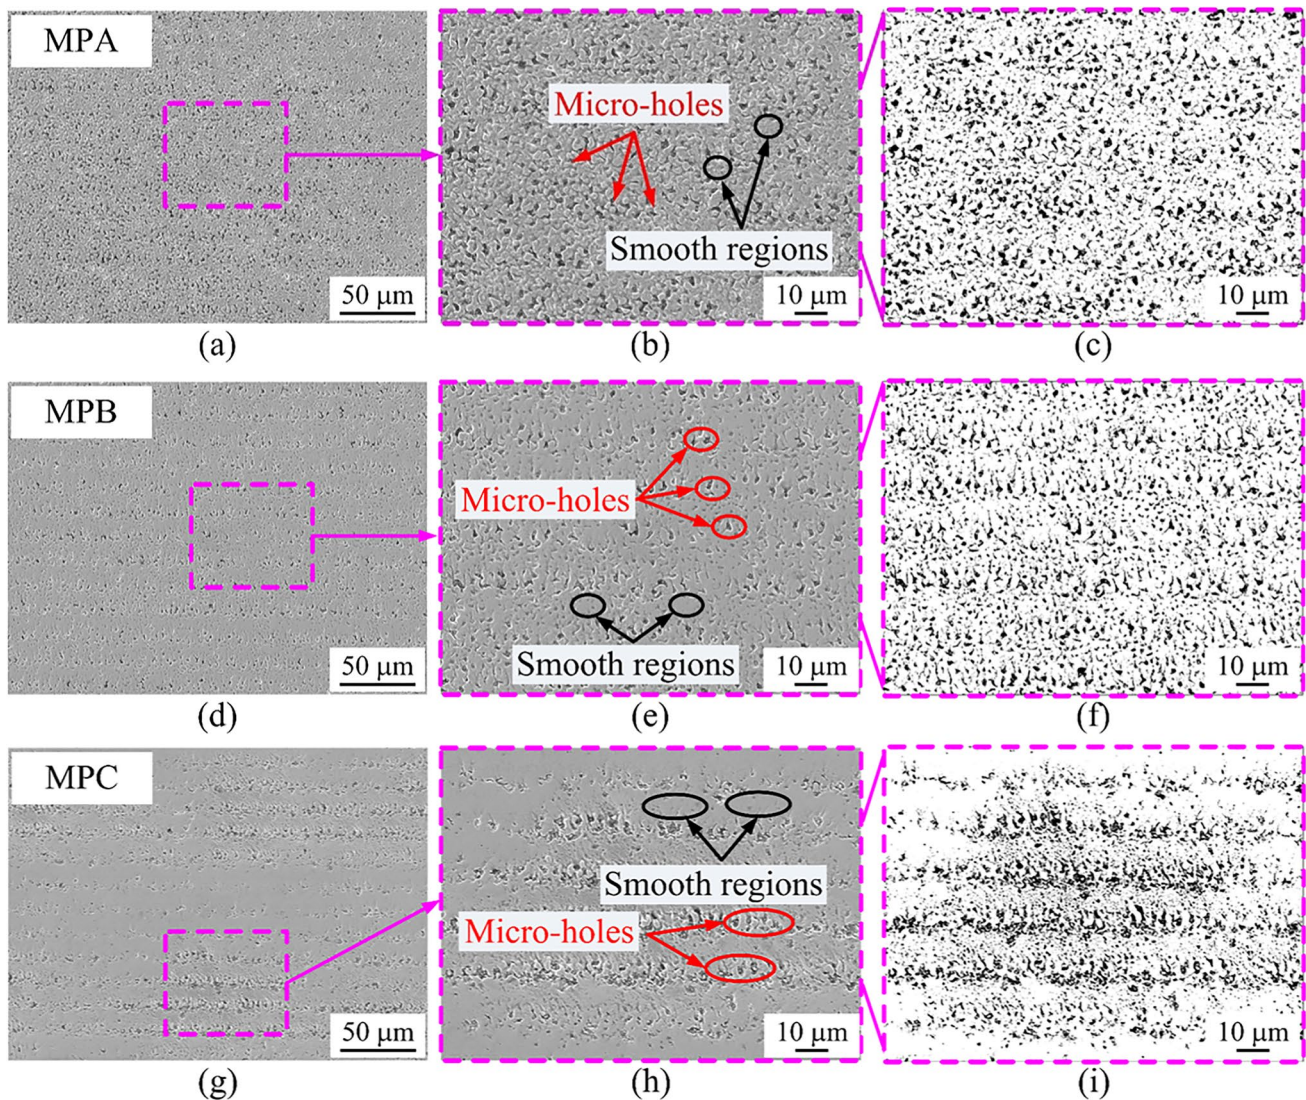 MPA
50 μm
(a)
Micro-holes
Smooth regions
10 μm
(b)
10 μm
(c)
MPB
50 μm
(d)
Micro-holes
Smooth regions
10 μm
(e)
10 μm
(f)
MPC
50 μm
(g)
Smooth regions
Micro-holes
10 μm
(h)
10 μm
(i)